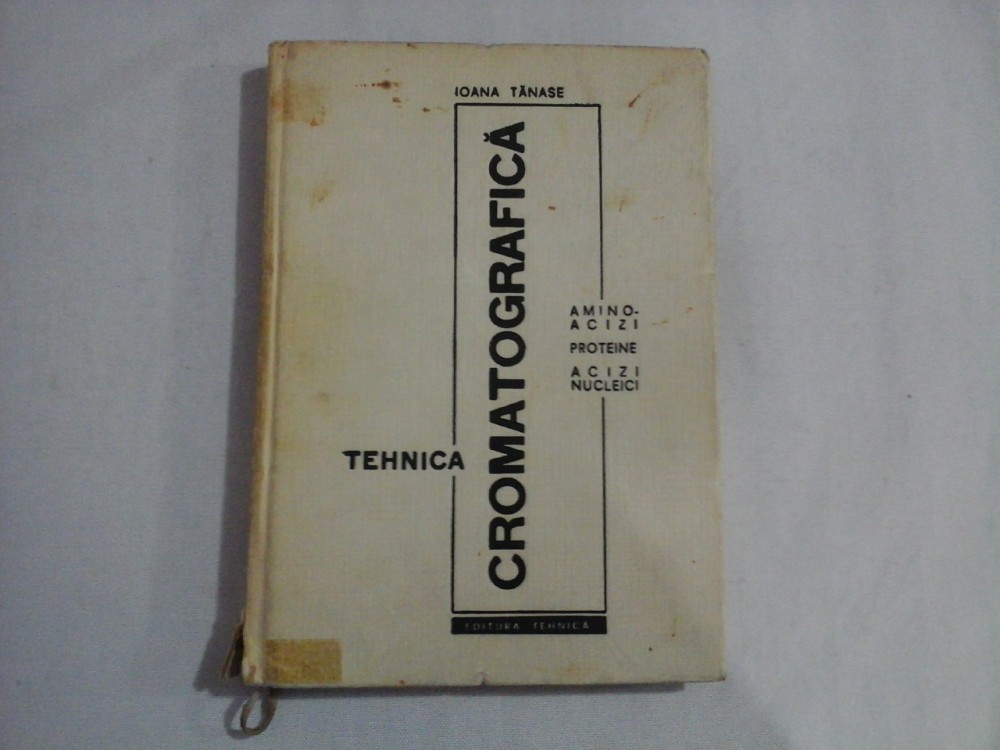 IOANA TĂNASE
TEHNICA
CROMATOGRAFICĂ
AMINO-
ACIZI
PROTEINE
ACIZI
NUCLEICI
EDITURA TEHNICA